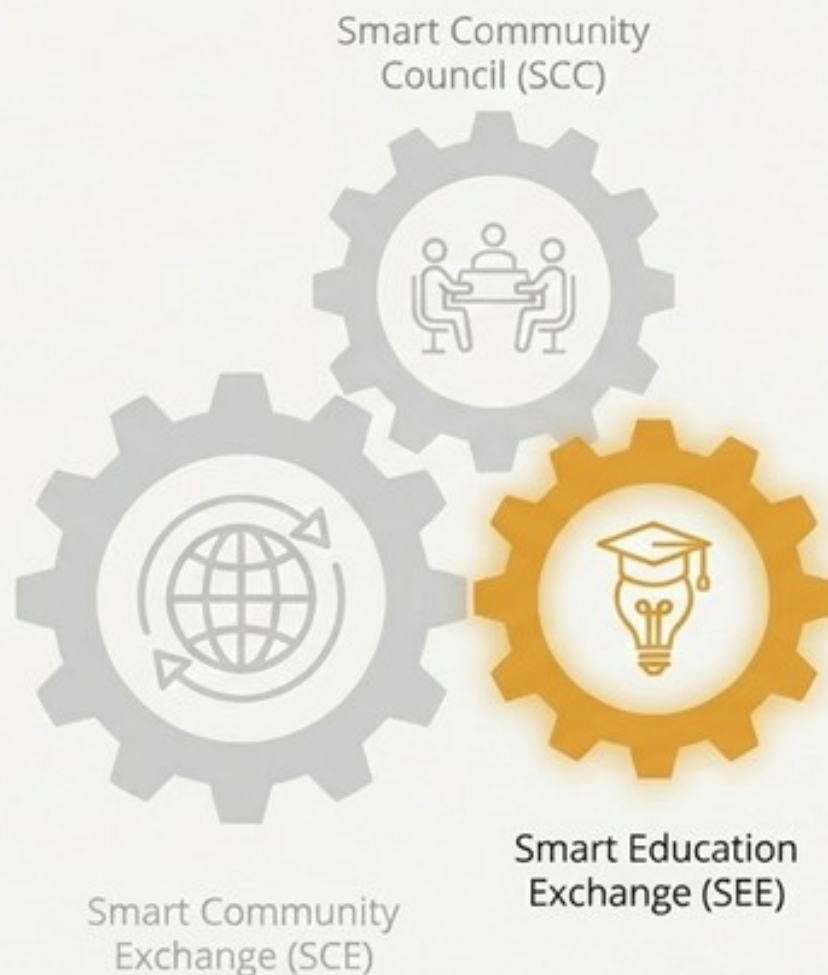 Smart Community
Council (SCC)
Smart Education
Exchange (SEE)
Smart Community
Exchange (SCE)